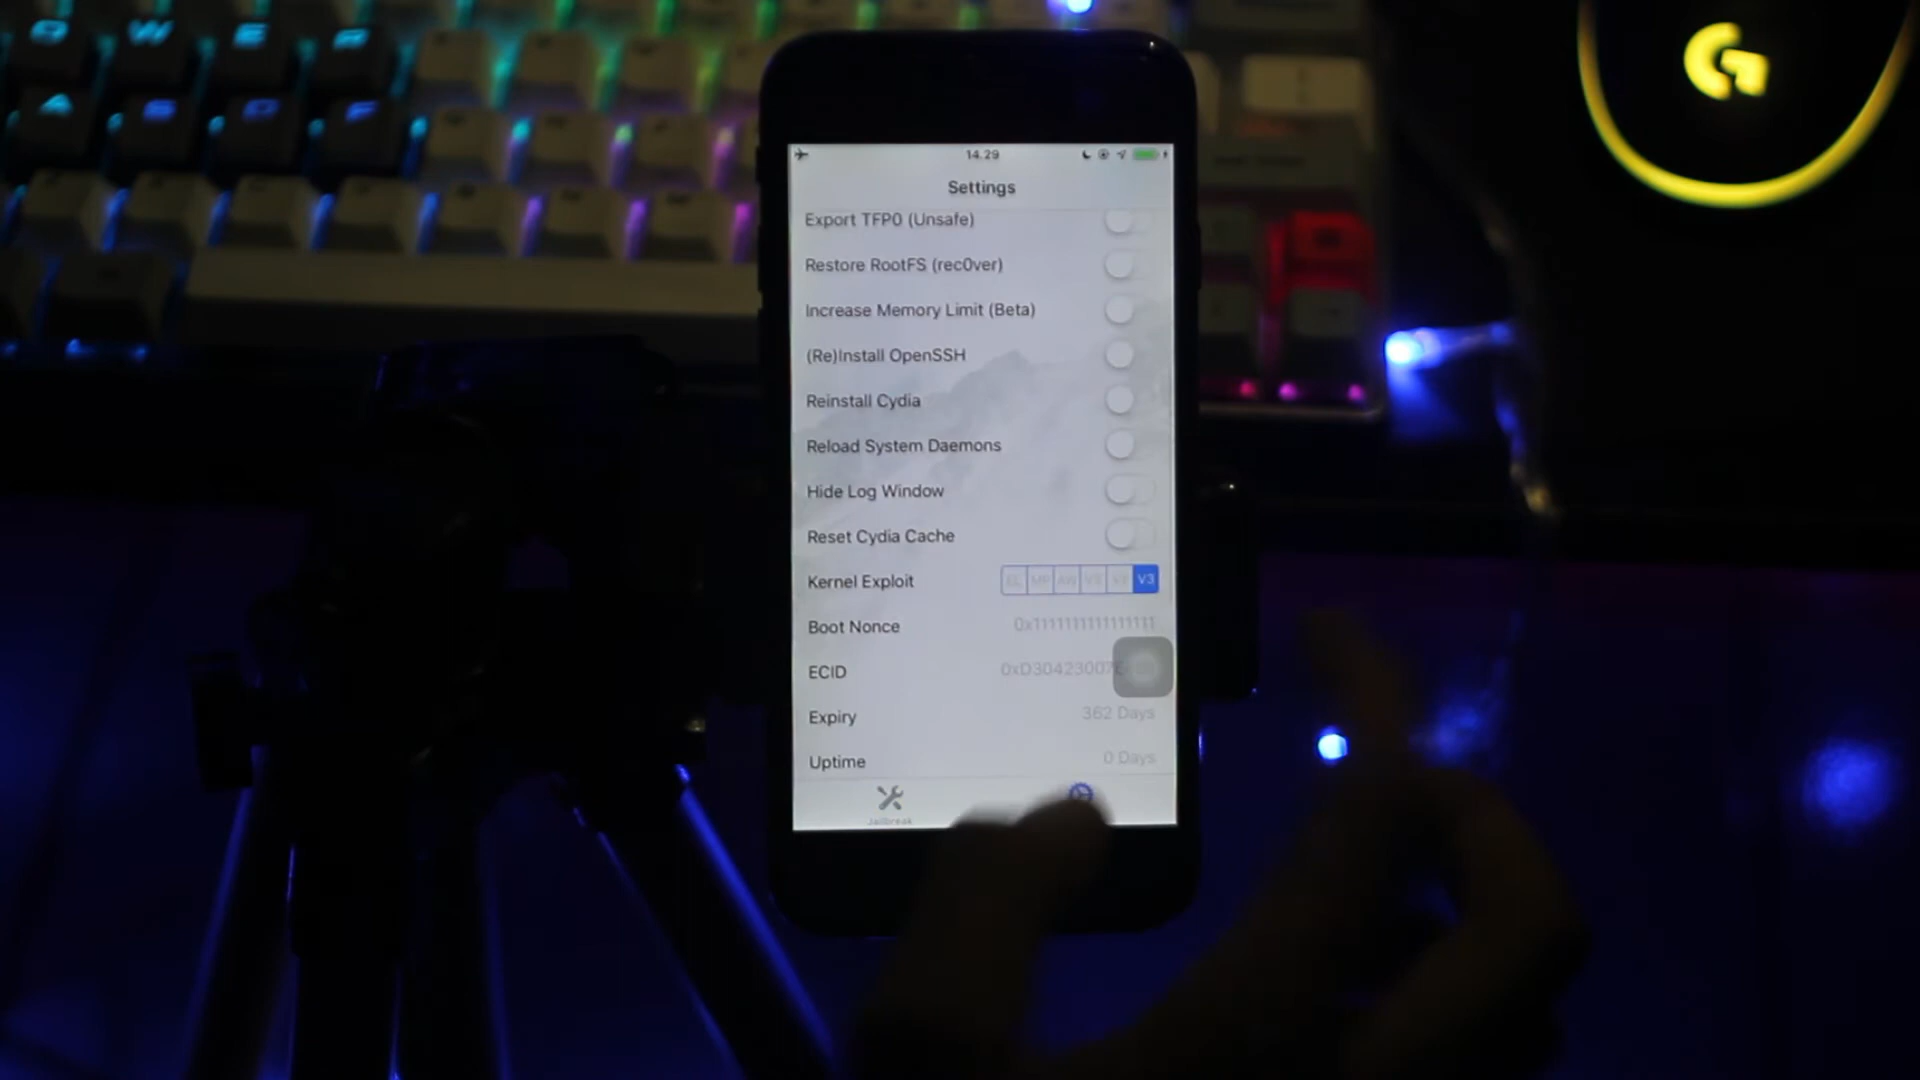 Q W E R
A S D F
14.29
Settings
Export TFP0 (Unsafe)
Restore RootFS (rec0ver)
Increase Memory Limit (Beta)
(Re)Install OpenSSH
Reinstall Cydia
Reload System Daemons
Hide Log Window
Reset Cydia Cache
Kernel Exploit V3
Boot Nonce 0x1111111111111111
ECID
Expiry 362 Days
Uptime 0 Days
Jailbreak